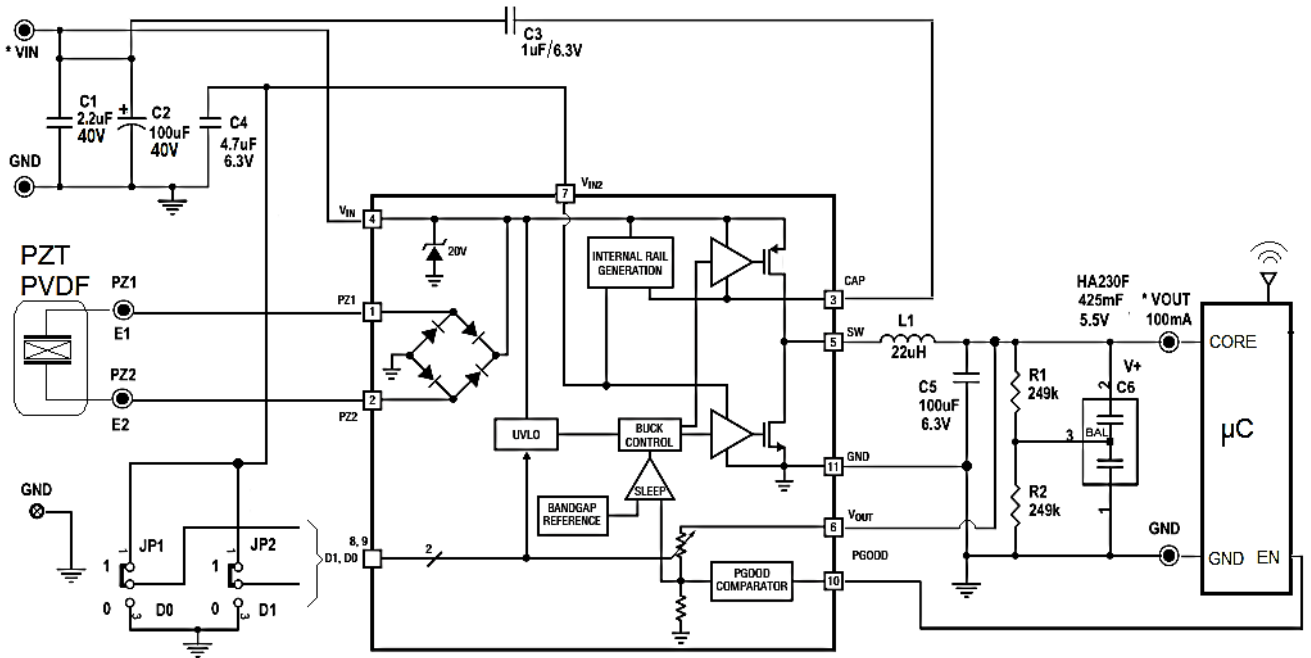 * VIN
C3
1uF/6.3V
C1
2.2uF
40V
+
C2
100uF
40V
C4
4.7uF
6.3V
GND
7
VIN2
VIN
4
20V
INTERNAL RAIL
GENERATION
CAP
3
PZT
PVDF
PZ1
E1
PZ1
1
PZ2
E2
2
PZ2
SW
5
L1
22uH
HA230F
425mF
5.5V
* VOUT
100mA
CORE
C5
100uF
6.3V
R1
249k
V+
2
C6
3
BAL
1
R2
249k
µC
UVLO
BUCK
CONTROL
SLEEP
BANDGAP
REFERENCE
GND
11
VOUT
6
PGOOD
10
PGOOD
COMPARATOR
GND
GND
EN
GND
8, 9
D1, D0
2
JP1
1
1
0
3
D0
JP2
1
1
0
3
D1